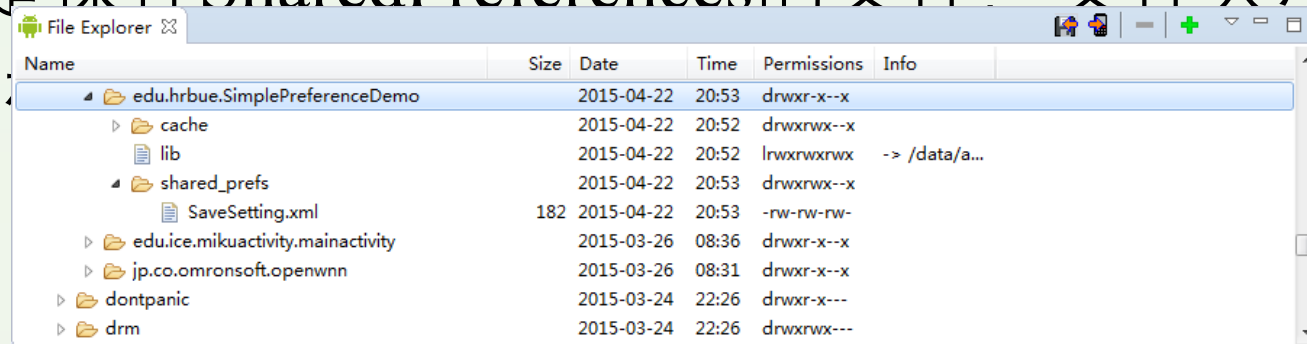 SharedPreferences
File Explorer
Name Size Date Time Permissions Info
edu.hrbue.SimplePreferenceDemo 2015-04-22 20:53 drwxr-x--x
cache 2015-04-22 20:52 drwxrwx--x
lib 2015-04-22 20:52 lrwxrwxrwx -> /data/a...
shared_prefs 2015-04-22 20:53 drwxrwx--x
SaveSetting.xml 182 2015-04-22 20:53 -rw-rw-rw-
edu.ice.mikuactivity.mainactivity 2015-03-26 08:36 drwxr-x--x
jp.co.omronsoft.openwnn 2015-03-26 08:31 drwxr-x--x
dontpanic 2015-03-24 22:26 drwxr-x---
drm 2015-03-24 22:26 drwxrwx---